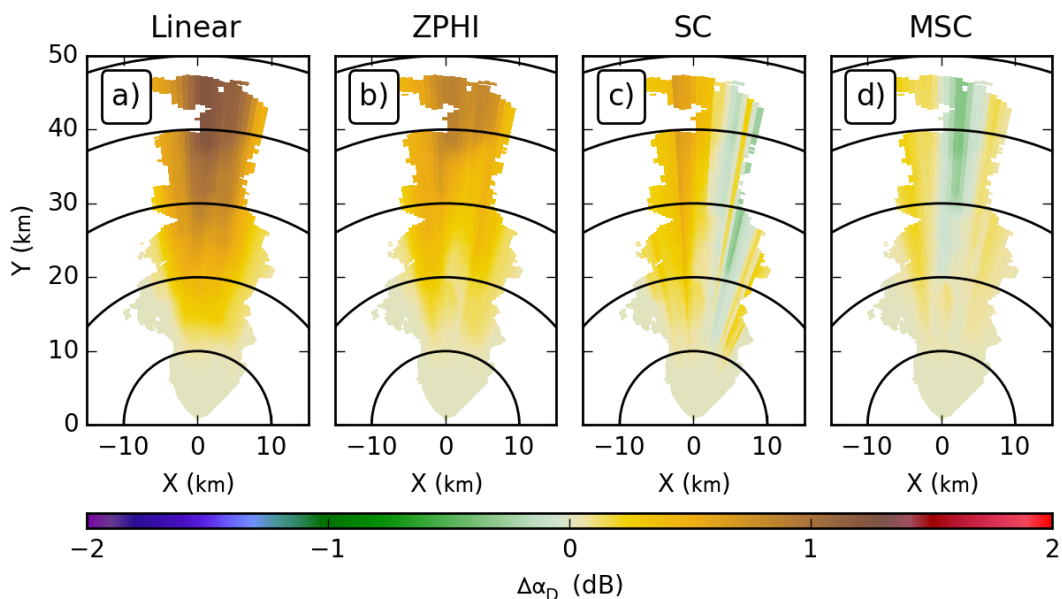 Linear ZPHI SC MSC
a) b) c) d)
50
40
30
20
10
0
Y (km)
−10 0 10 −10 0 10 −10 0 10 −10 0 10
X (km) X (km) X (km) X (km)
−2 −1 0 1 2
Δα_D (dB)